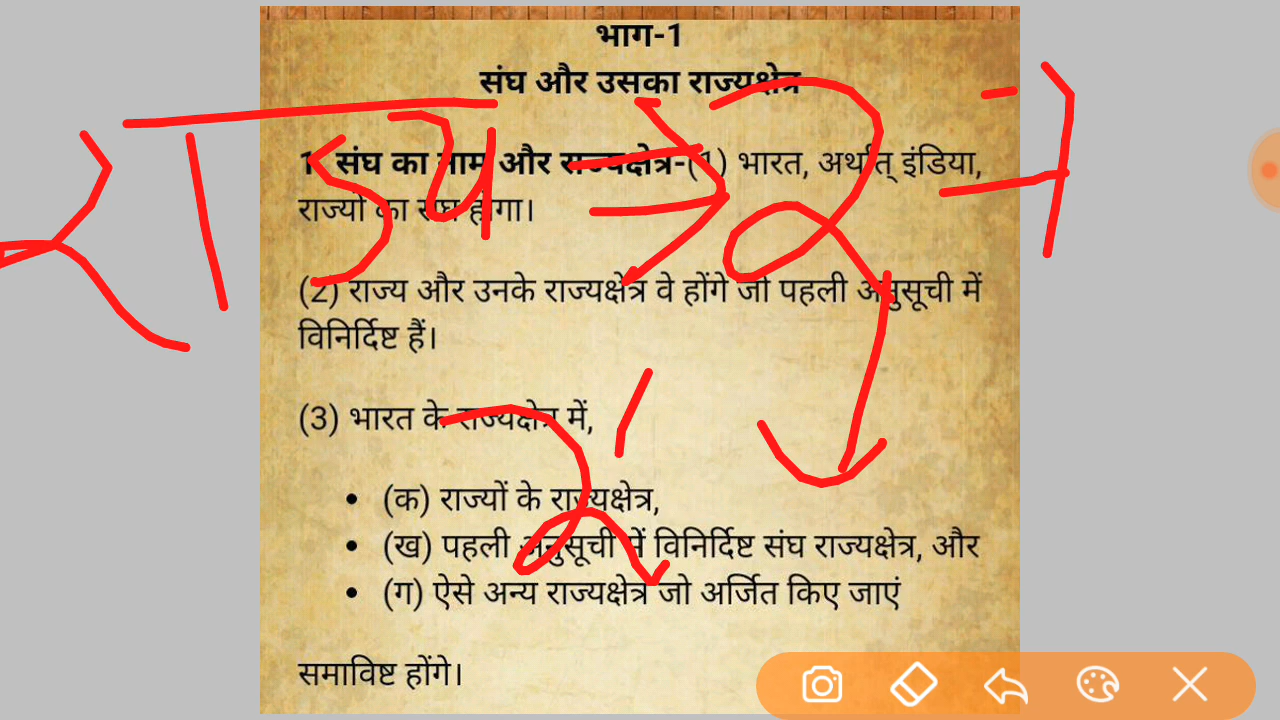 भाग-1
संघ और उसका राज्यक्षेत्र
1. संघ का नाम और राज्यक्षेत्र-(1) भारत, अर्थात् इंडिया,
राज्यों का संघ होगा।
(2) राज्य और उनके राज्यक्षेत्र वे होंगे जो पहली अनुसूची में
विनिर्दिष्ट हैं।
(3) भारत के राज्यक्षेत्र में,
• (क) राज्यों के राज्यक्षेत्र,
• (ख) पहली अनुसूची में विनिर्दिष्ट संघ राज्यक्षेत्र, और
• (ग) ऐसे अन्य राज्यक्षेत्र जो अर्जित किए जाएं
समाविष्ट होंगे।